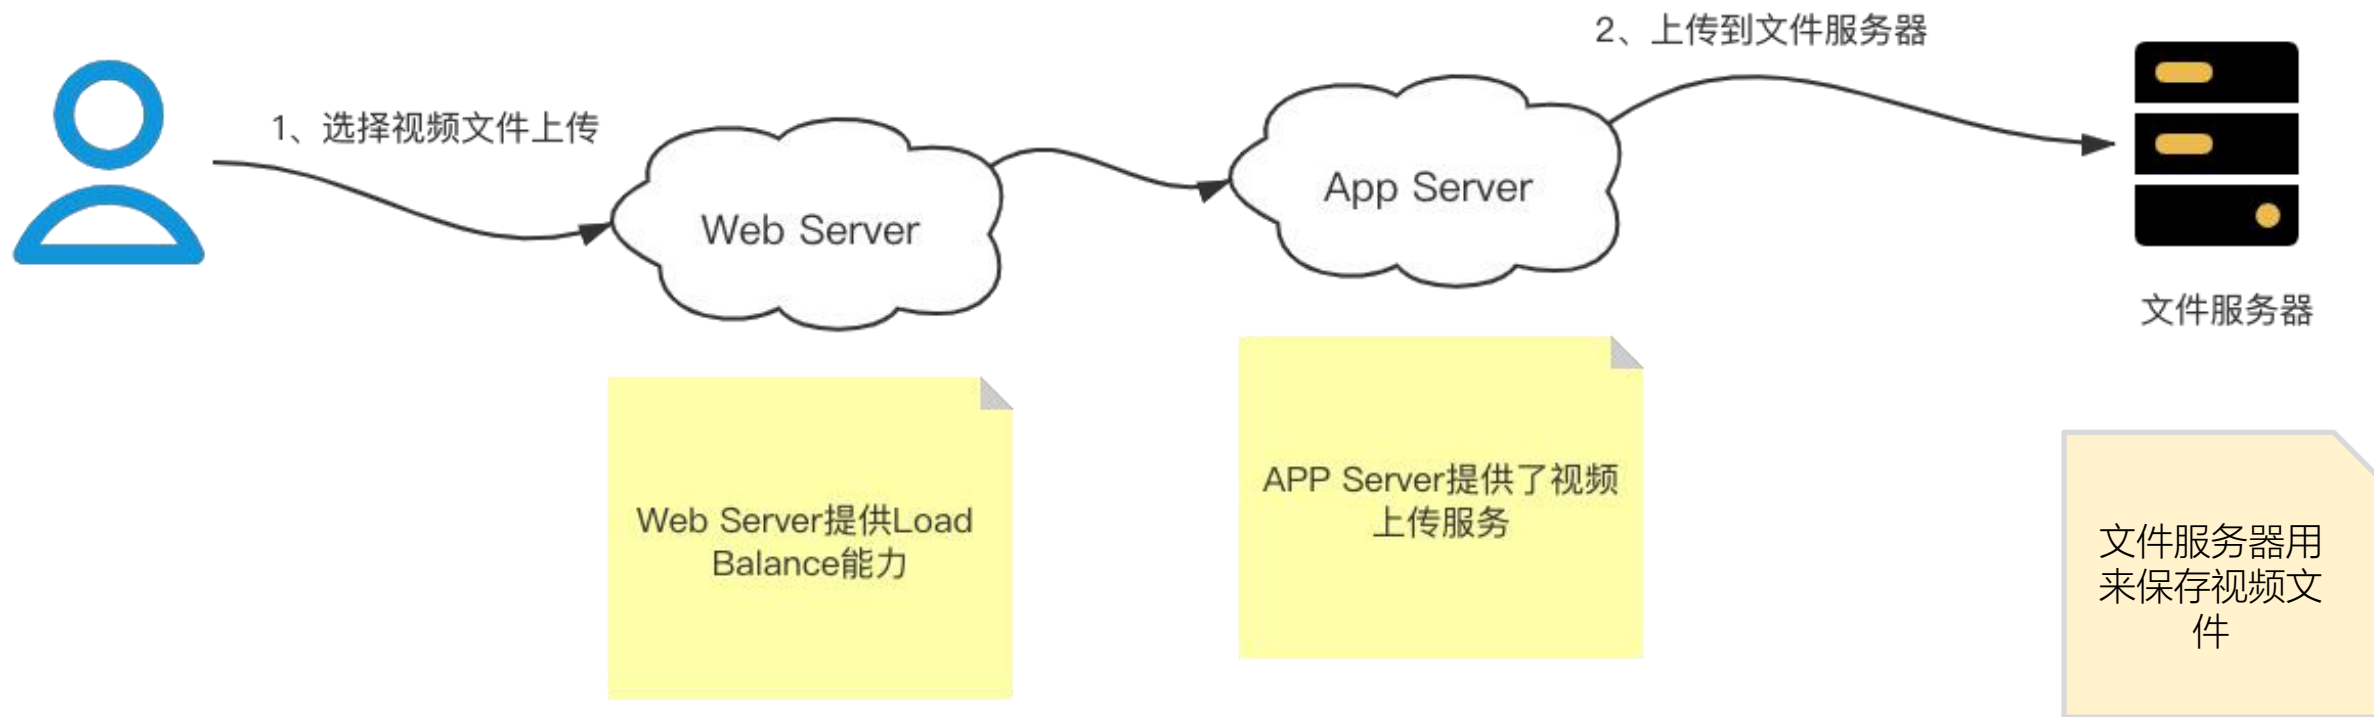 2、上传到文件服务器
1、选择视频文件上传
Web Server
App Server
文件服务器
Web Server提供Load
Balance能力
APP Server提供了视频
上传服务
文件服务器用
来保存视频文
件